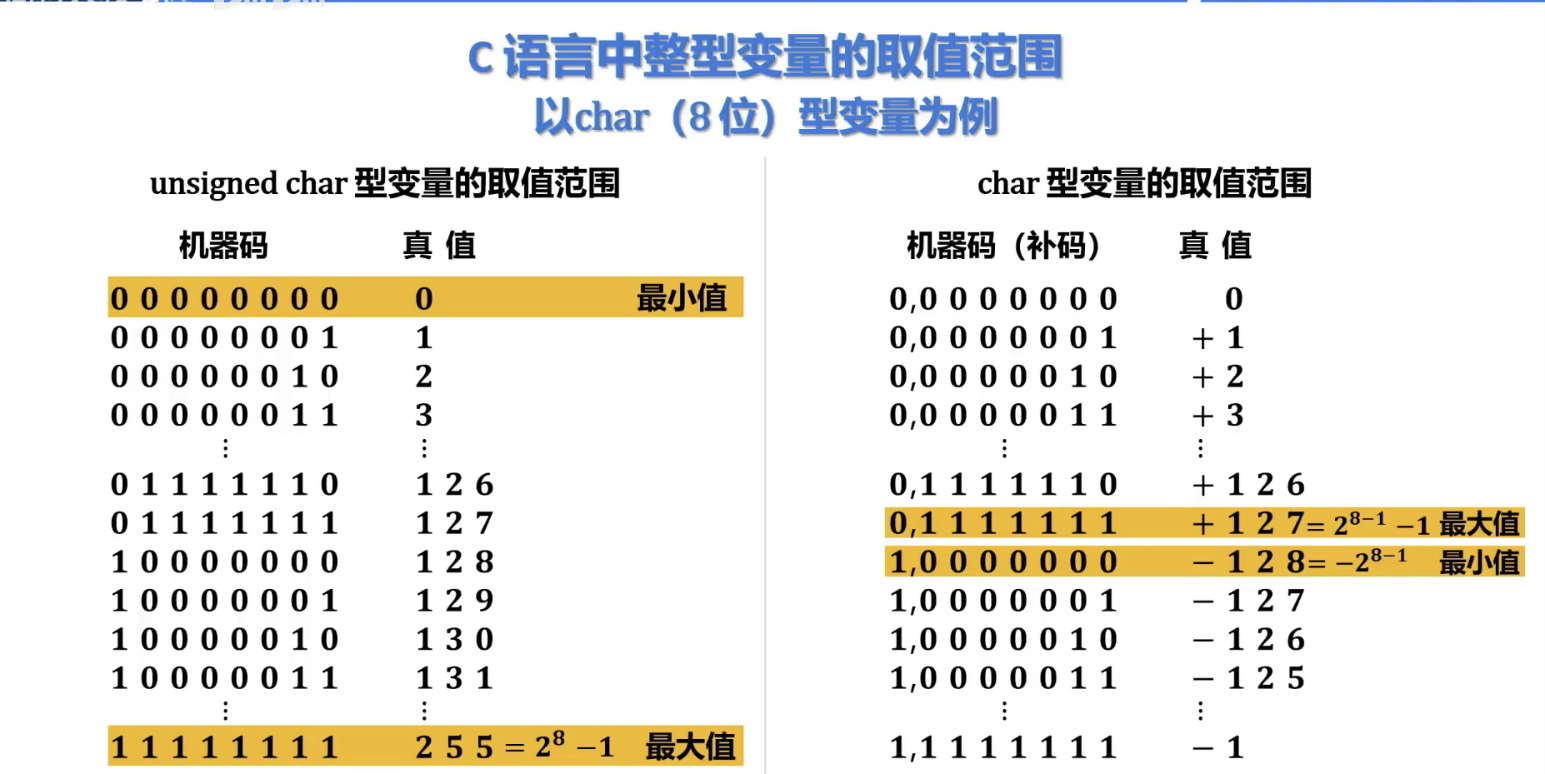 C 语言中整型变量的取值范围
以char（8 位）型变量为例
unsigned char 型变量的取值范围
机器码 真 值
0 0 0 0 0 0 0 0 0 最小值
0 0 0 0 0 0 0 1 1
0 0 0 0 0 0 1 0 2
0 0 0 0 0 0 1 1 3
⋮ ⋮
0 1 1 1 1 1 1 0 1 2 6
0 1 1 1 1 1 1 1 1 2 7
1 0 0 0 0 0 0 0 1 2 8
1 0 0 0 0 0 0 1 1 2 9
1 0 0 0 0 0 1 0 1 3 0
1 0 0 0 0 0 1 1 1 3 1
⋮ ⋮
1 1 1 1 1 1 1 1 2 5 5 = 2⁸ −1 最大值
char 型变量的取值范围
机器码（补码） 真 值
0,0 0 0 0 0 0 0 0
0,0 0 0 0 0 0 1 + 1
0,0 0 0 0 0 1 0 + 2
0,0 0 0 0 0 1 1 + 3
⋮ ⋮
0,1 1 1 1 1 1 0 + 1 2 6
0,1 1 1 1 1 1 1 + 1 2 7= 2⁸⁻¹ −1 最大值
1,0 0 0 0 0 0 0 − 1 2 8= −2⁸⁻¹ 最小值
1,0 0 0 0 0 0 1 − 1 2 7
1,0 0 0 0 0 1 0 − 1 2 6
1,0 0 0 0 0 1 1 − 1 2 5
⋮ ⋮
1,1 1 1 1 1 1 1 − 1